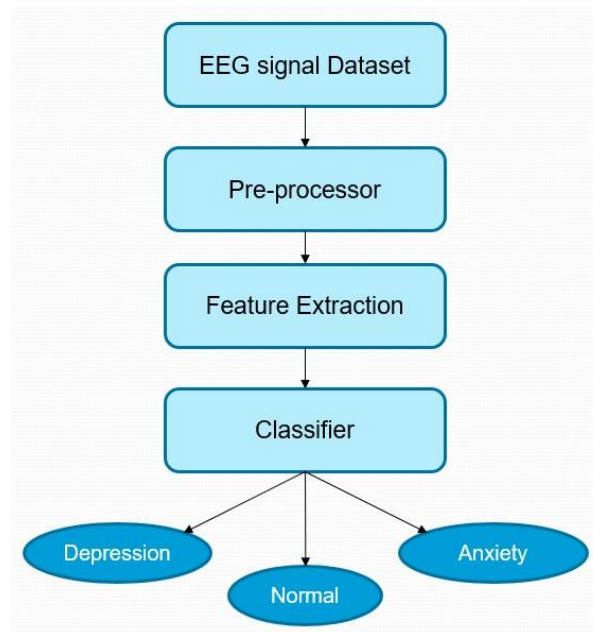 EEG signal Dataset
Pre-processor
Feature Extraction
Classifier
Depression
Anxiety
Normal